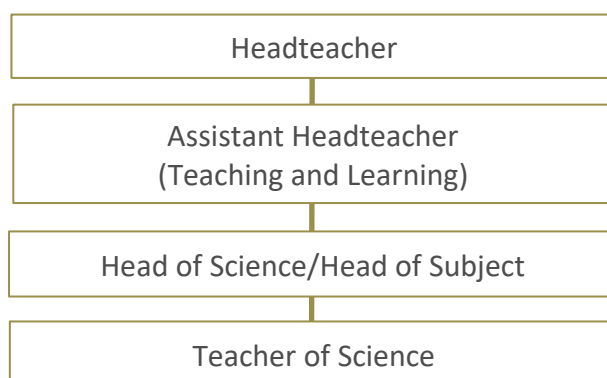 Headteacher
Assistant Headteacher
(Teaching and Learning)
Head of Science/Head of Subject
Teacher of Science